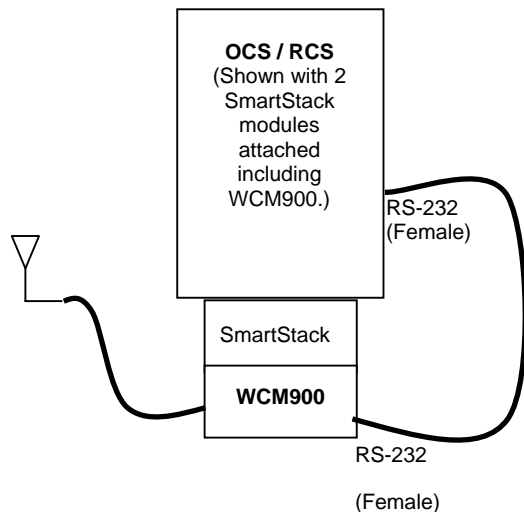 OCS / RCS
(Shown with 2
SmartStack
modules
attached
including
WCM900.)
RS-232
(Female)
SmartStack
WCM900
RS-232
(Female)